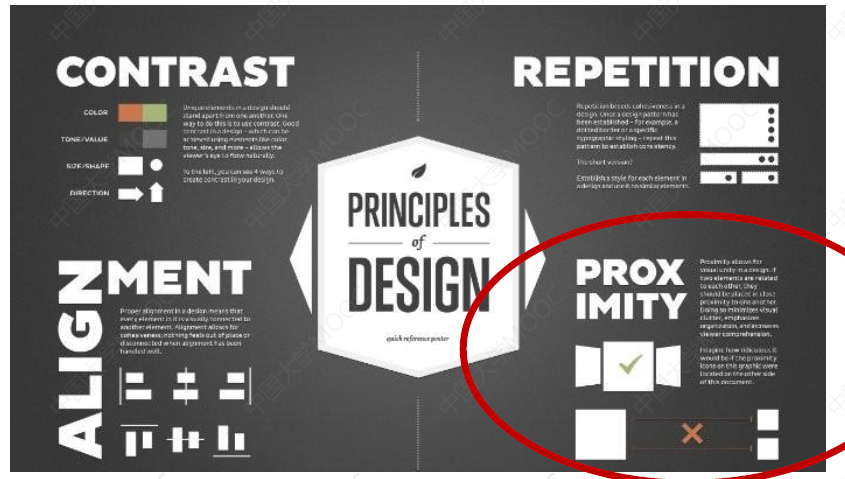 CONTRAST
COLOR
TONE/VALUE
SIZE/SHAPE
DIRECTION
Unique elements in a design should
stand apart from one another. One
way to do this is to use contrast. Good
contrast in a design – which can be
achieved using elements like color,
tone, size, and more – allows the
viewer's eye to flow naturally.
To the left, you can see 4 ways to
create contrast in your design.
REPETITION
Repetition breeds cohesiveness in a
design. Once a design pattern has
been established – for example, a
dotted border or a specific
typographic styling – repeat this
pattern to establish consistency.
The short version?
Establish a style for each element in
a design and use it on similar elements.
PRINCIPLES
of
DESIGN
quick reference poster
ALIGNMENT
Proper alignment in a design means that
every element in it is visually connected to
another element. Alignment allows for
cohesiveness; nothing feels out of place or
disconnected when alignment has been
handled well.
PROX
IMITY
Proximity allows for
visual unity in a design. If
two elements are related
to each other, they
should be placed in close
proximity to one another.
Doing so minimizes visual
clutter, emphasizes
organization, and increases
viewer comprehension.
Imagine how ridiculous it
would be if the proximity
icons on this graphic were
located on the other side
of this document.